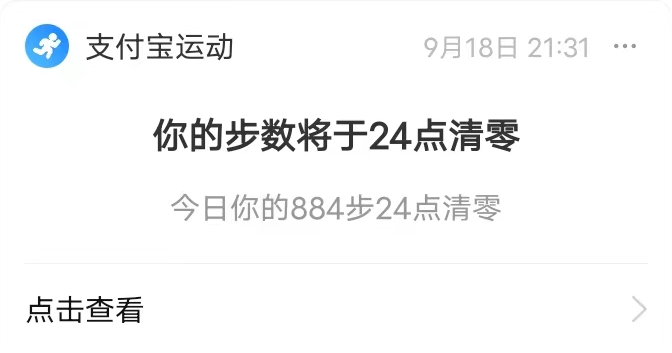 支付宝运动
9月18日 21:31
你的步数将于24点清零
今日你的884步24点清零
点击查看